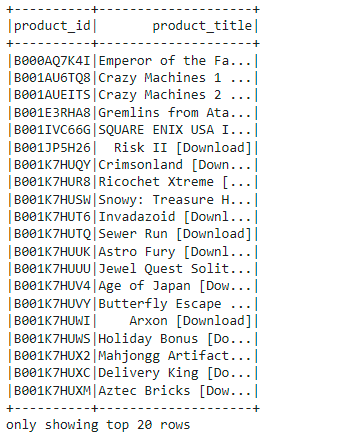 +----------+--------------------+
|product_id|       product_title|
+----------+--------------------+
|B000AQ7K4I|Emperor of the Fa...|
|B001AU6TQ8|Crazy Machines 1 ...|
|B001AUEITS|Crazy Machines 2 ...|
|B001E3RHA8|Gremlins from Ata...|
|B001IVC66G|SQUARE ENIX USA I...|
|B001JP5H26|  Risk II [Download]|
|B001K7HUQY|Crimsonland [Down...|
|B001K7HUR8|Ricochet Xtreme [...|
|B001K7HUSW|Snowy: Treasure H...|
|B001K7HUT6|Invadazoid [Downl...|
|B001K7HUTQ|Sewer Run [Download]|
|B001K7HUUK|Astro Fury [Downl...|
|B001K7HUUU|Jewel Quest Solit...|
|B001K7HUV4|Age of Japan [Dow...|
|B001K7HUVY|Butterfly Escape ...|
|B001K7HUWI|    Arxon [Download]|
|B001K7HUWS|Holiday Bonus [Do...|
|B001K7HUX2|Mahjongg Artifact...|
|B001K7HUXC|Delivery King [Do...|
|B001K7HUXM|Aztec Bricks [Dow...|
+----------+--------------------+
only showing top 20 rows